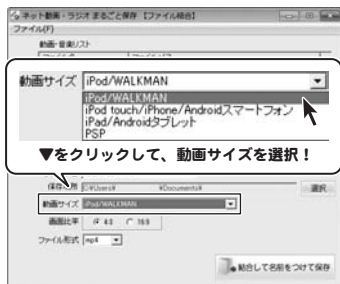 ネット動画・ラジオ まるごと保存 【ファイル結合】
ファイル(F)
動画・音楽リスト
動画サイズ iPod/WALKMAN
iPod/WALKMAN
iPod touch/iPhone/Androidスマートフォン
iPad/Androidタブレット
PSP
▼をクリックして、動画サイズを選択！
C:¥Users¥ ¥Documents¥ 選択
動画サイズ iPod/WALKMAN
画面比率 4:3 16:9
ファイル形式 mp4
結合して名前をつけて保存